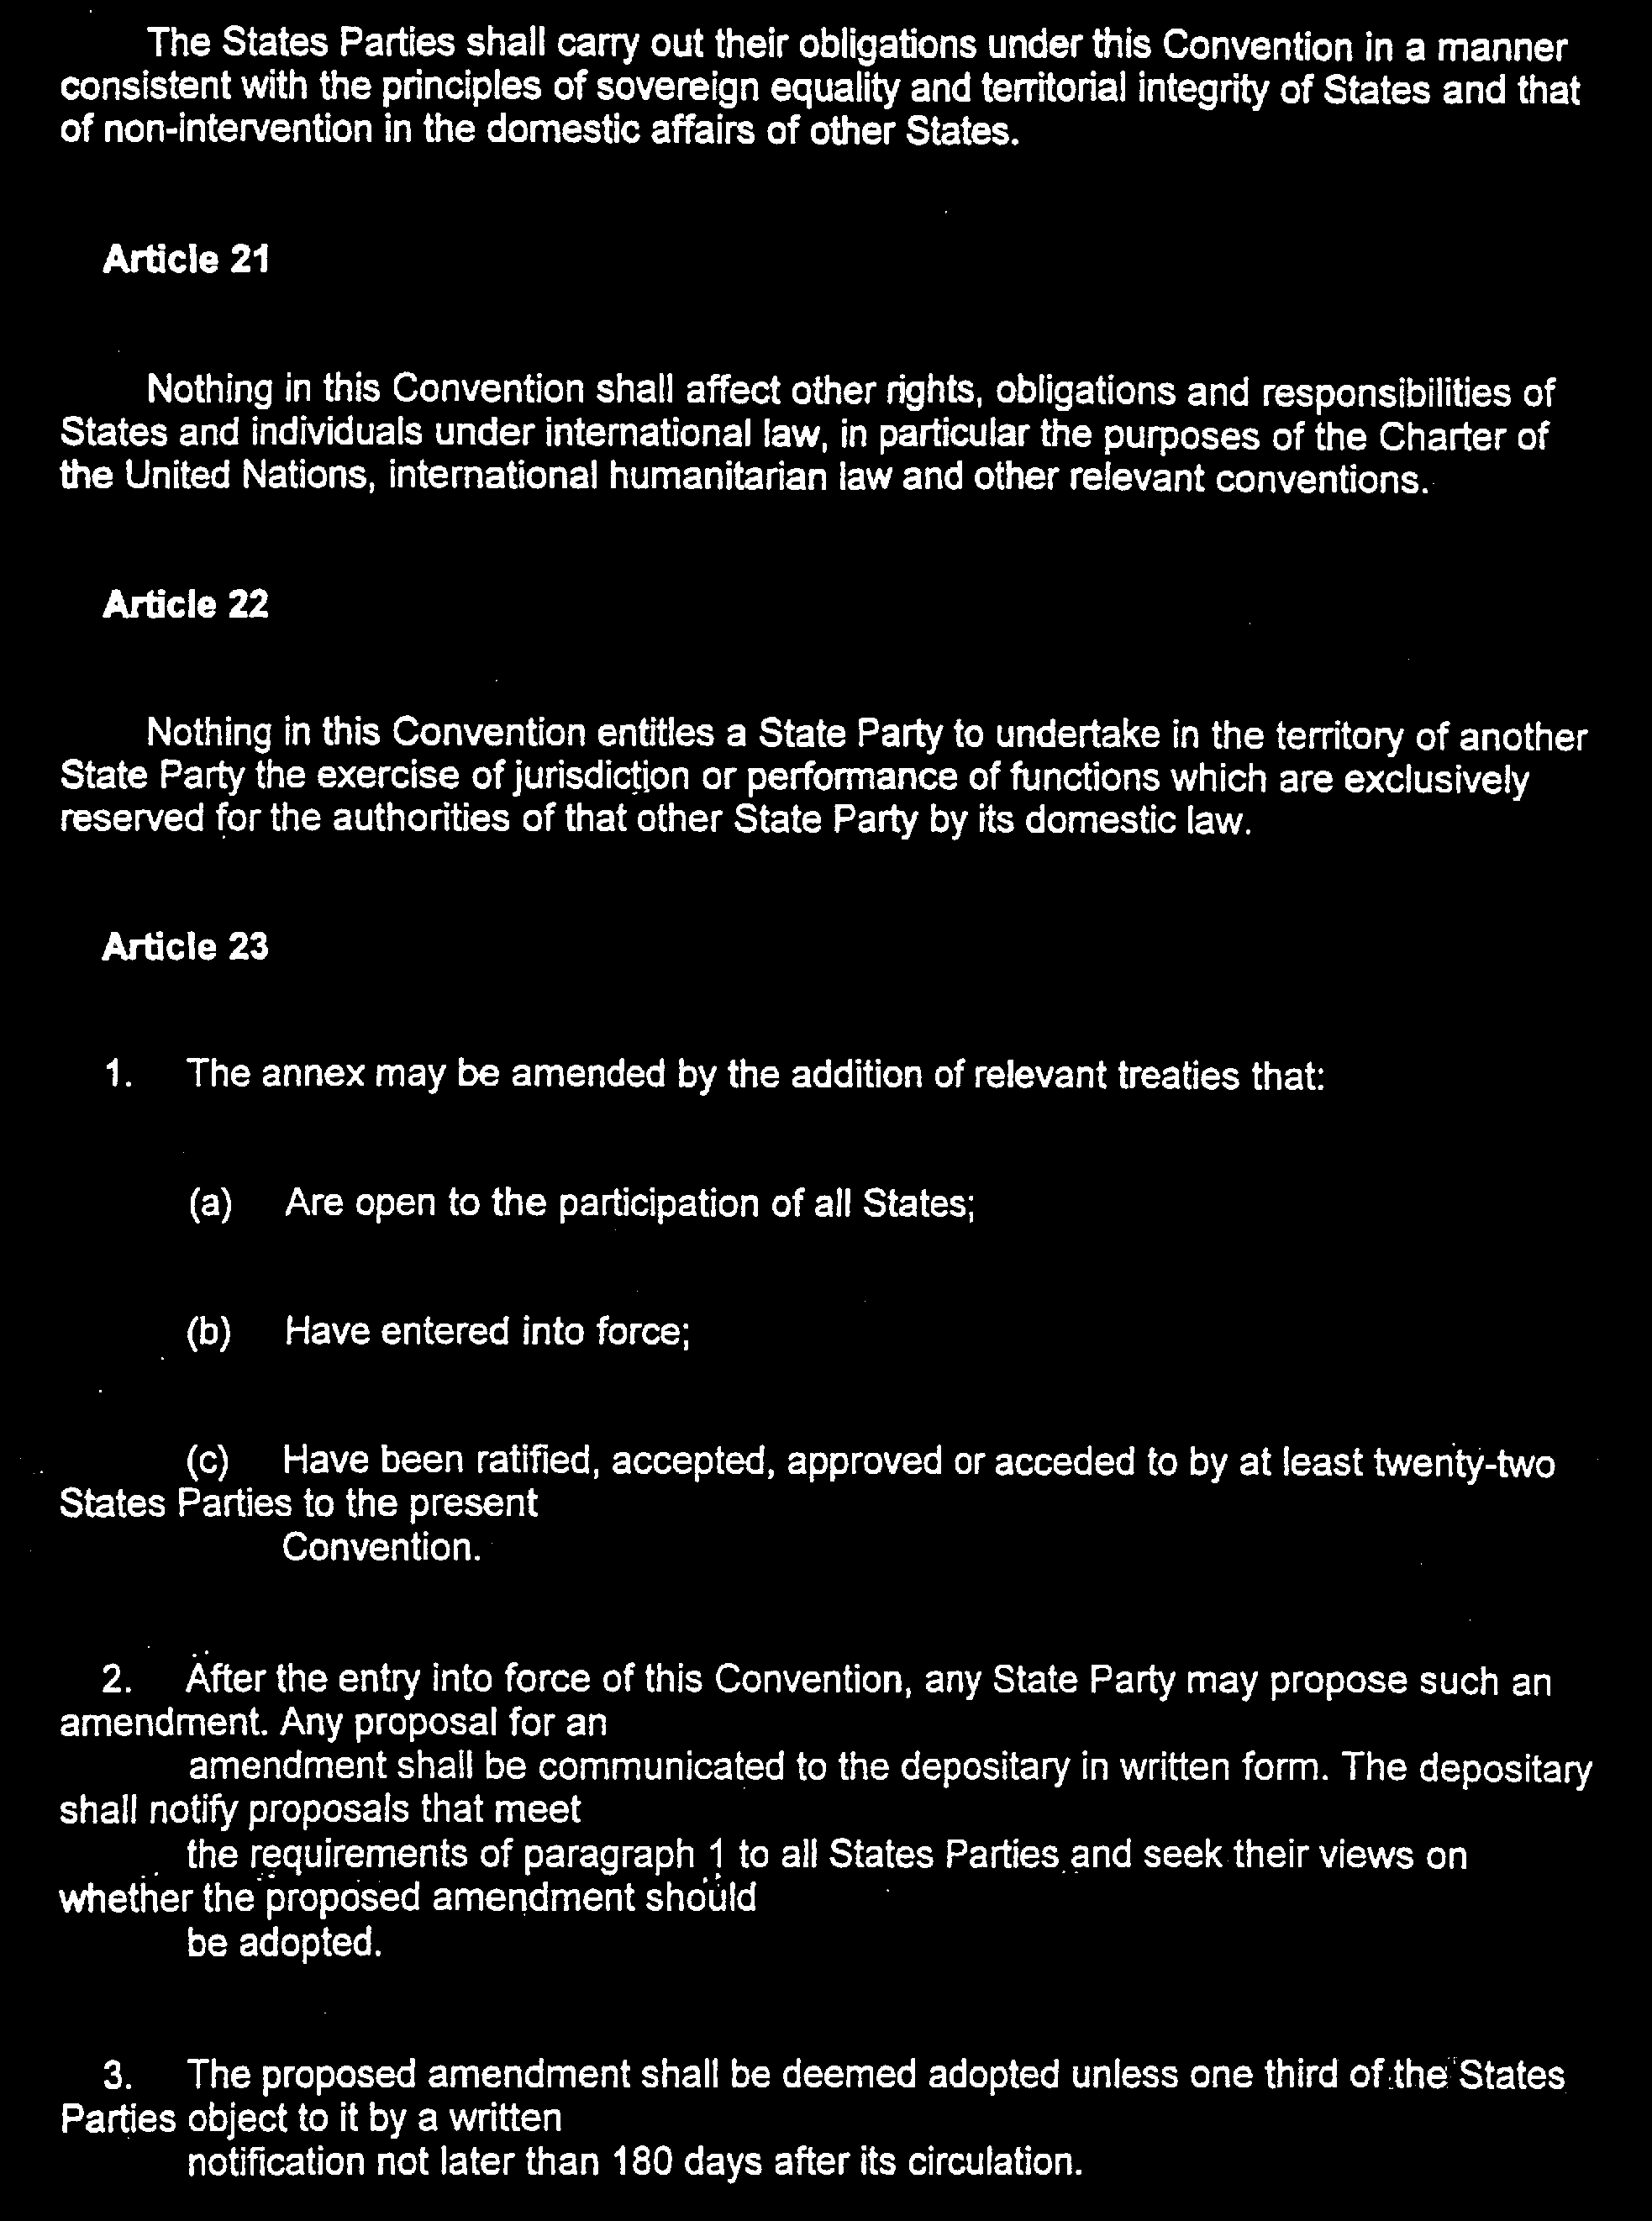 The States Parties shall carry out their obligations under this Convention in a manner
consistent with the principles of sovereign equality and territorial integrity of States and that
of non-intervention in the domestic affairs of other States.
Article 21
Nothing in this Convention shall affect other rights, obligations and responsibilities of
States and individuals under international law, in particular the purposes of the Charter of
the United Nations, international humanitarian law and other relevant conventions.
Article 22
Nothing in this Convention entitles a State Party to undertake in the territory of another
State Party the exercise of jurisdiction or performance of functions which are exclusively
reserved for the authorities of that other State Party by its domestic law.
Article 23
1. The annex may be amended by the addition of relevant treaties that:
(a) Are open to the participation of all States;
(b) Have entered into force;
(c) Have been ratified, accepted, approved or acceded to by at least twenty-two
States Parties to the present
Convention.
2. After the entry into force of this Convention, any State Party may propose such an
amendment. Any proposal for an
amendment shall be communicated to the depositary in written form. The depositary
shall notify proposals that meet
the requirements of paragraph 1 to all States Parties and seek their views on
whether the proposed amendment should
be adopted.
3. The proposed amendment shall be deemed adopted unless one third of the States
Parties object to it by a written
notification not later than 180 days after its circulation.